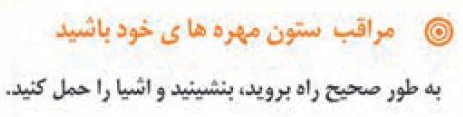 مراقب ستون مهره ها ی خود باشید
به طور صحیح راه بروید، بنشینید و اشیا را حمل کنید.